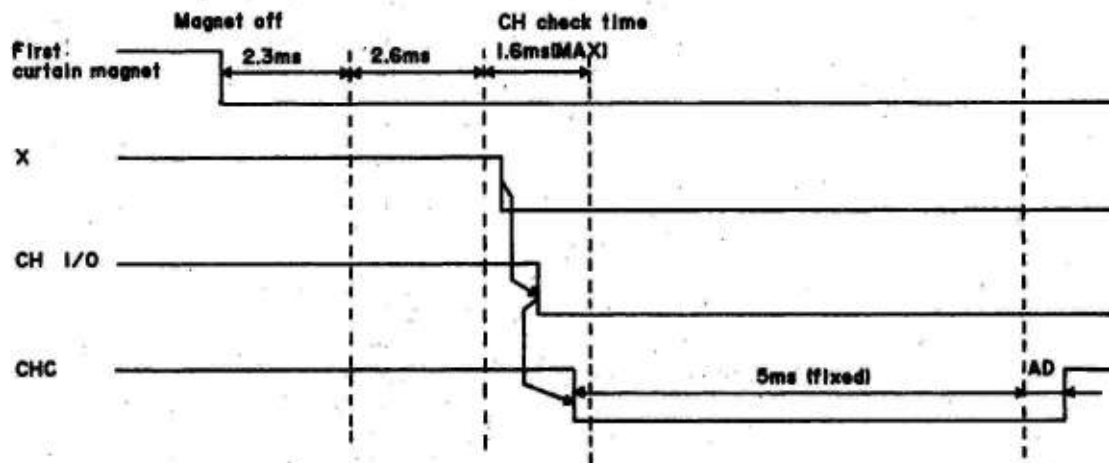 Magnet off
CH check time
First
curtain magnet
2.3ms
2.6ms
1.6ms(MAX)
X
CH I/O
CHC
5ms (fixed)
AD